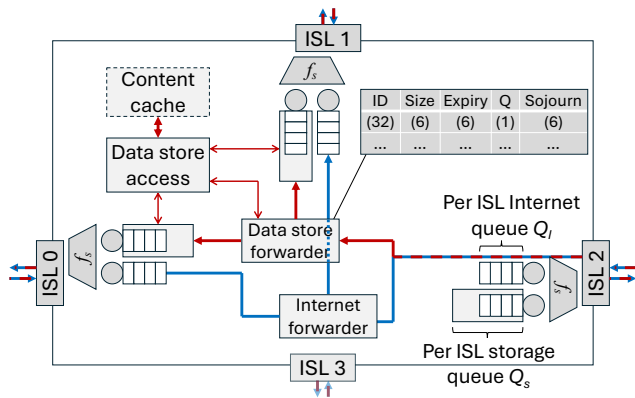 ISL 1
f_s
Content
cache
Data store
access
ID Size Expiry Q Sojourn
(32) (6) (6) (1) (6)
... ... ... ...
Data store
forwarder
Per ISL Internet
queue Q_I
ISL 0
f_s
ISL 2
f_s
Internet
forwarder
Per ISL storage
queue Q_s
ISL 3